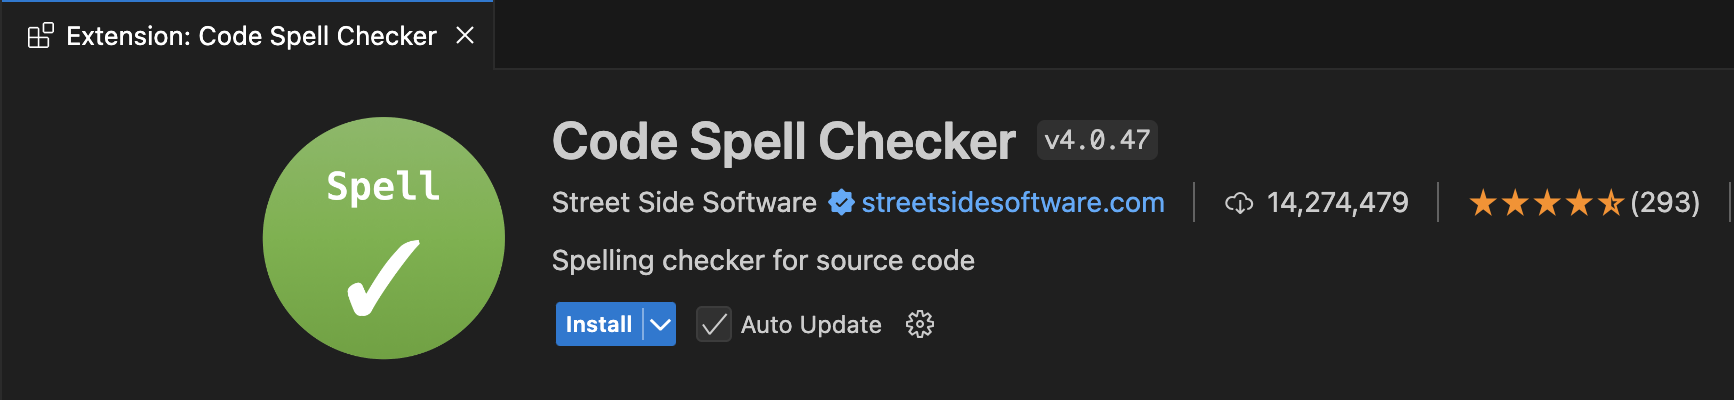 Extension: Code Spell Checker
Spell
Code Spell Checker v4.0.47
Street Side Software streetsidesoftware.com 14,274,479 (293)
Spelling checker for source code
Install Auto Update